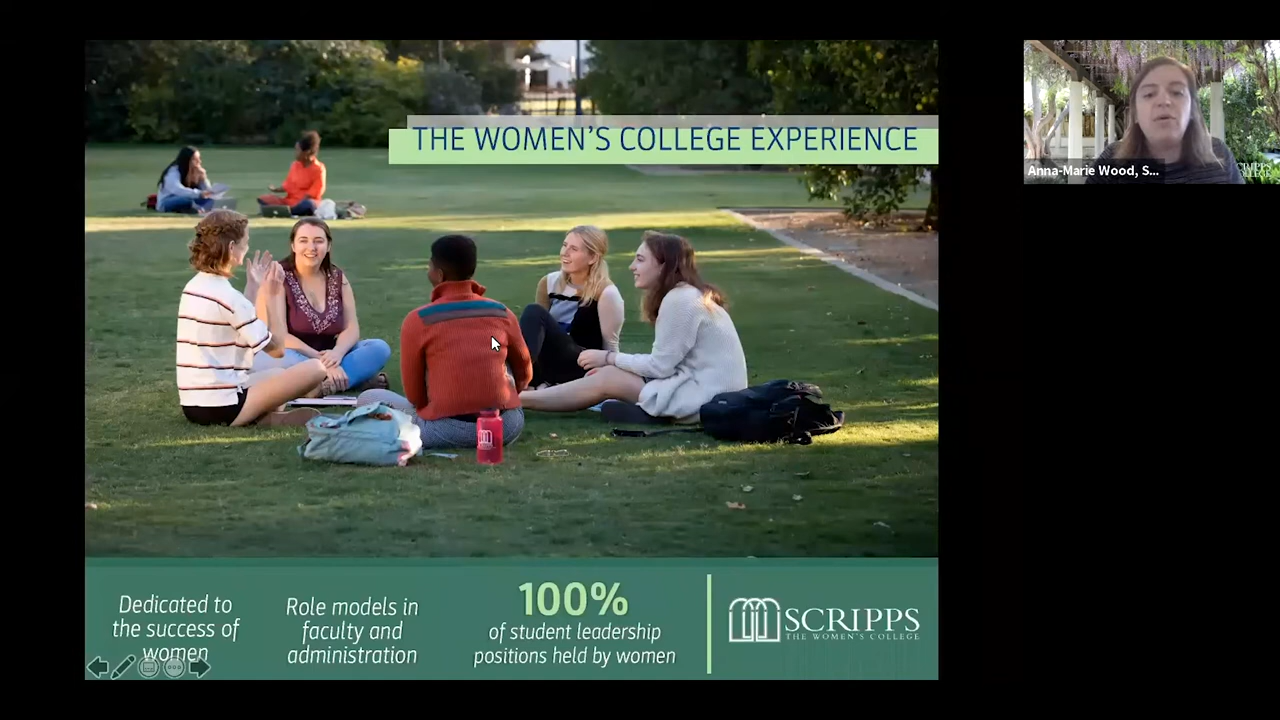 THE WOMEN'S COLLEGE EXPERIENCE
Anna-Marie Wood, S...
Dedicated to
the success of
women
Role models in
faculty and
administration
100%
of student leadership
positions held by women
SCRIPPS
THE WOMEN'S COLLEGE